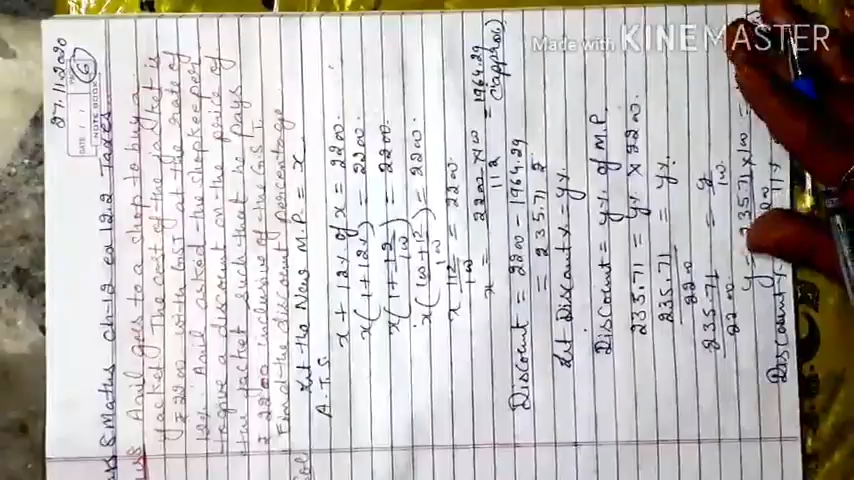 27.11.2020
DATE
NOTE BOOK
6
Maths ch-12 ex 12.2 Taxes
Anil goes to a shop to buy a
Jacket. The cost of the jacket is
₹ 2200 with GST at the rate of
12%. Anil asked the shopkeeper
to give a discount on the price of
the jacket such that he pays
₹ 2200 inclusive of the G.S.T.
Find the discount percentage
Sol Let the New M.P = x
A.T.S.
x + 12% of x = 2200
x(1+12%) = 2200
x(1+12/100) = 2200
x(100+12/100) = 2200
x 112/100 = 2200
x = 2200×100/112 = 1964.29 (approx)
Discount = 2200 - 1964.29
= 235.71
Let Discount % = y%
Discount = y% of M.P
235.71 = y% × 2200
235.71/2200 = y%
235.71/2200 = y/100
y = 235.71×100
Discount %
Made with KINEMASTER